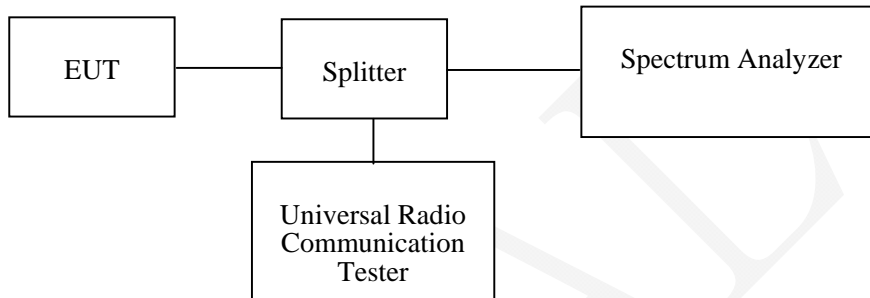 EUT
Splitter
Spectrum Analyzer
Universal Radio
Communication
Tester